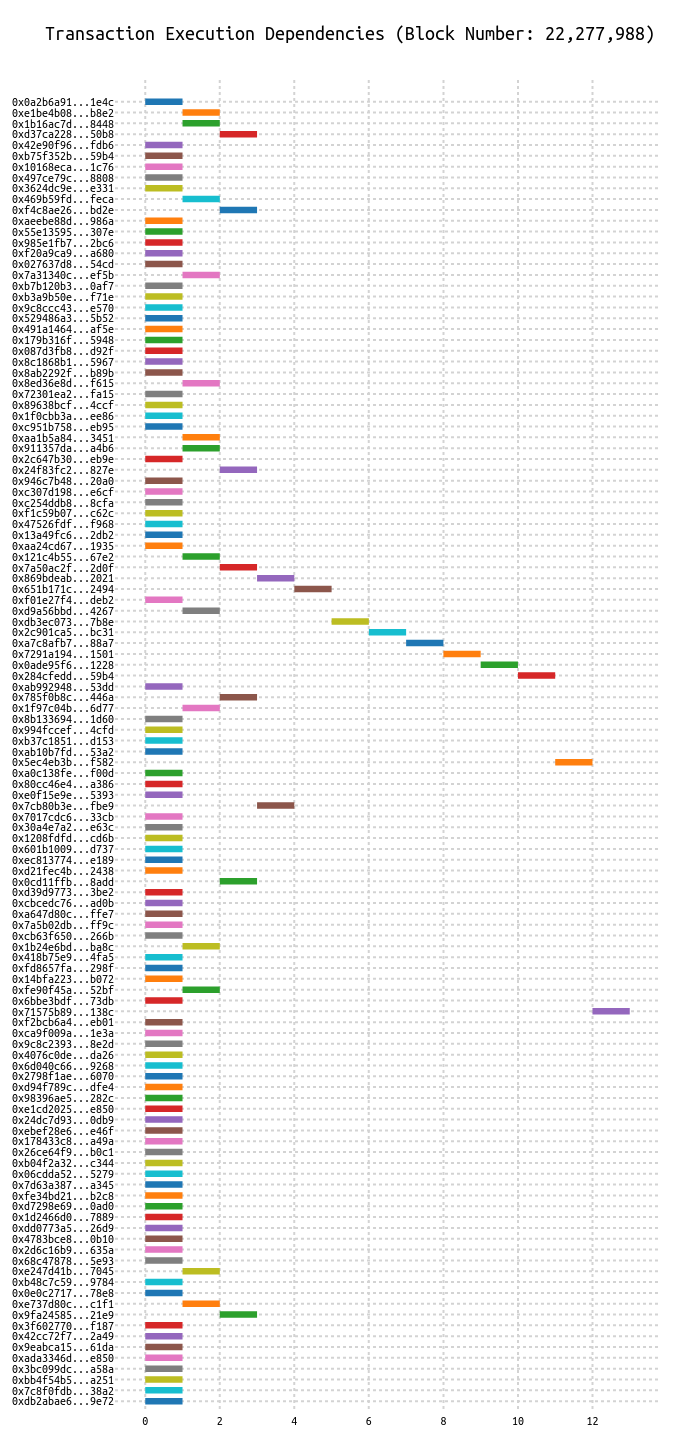 Transaction Execution Dependencies (Block Number: 22,277,988)
0x0a2b6a91...1e4c
0xe1be4b08...b8e2
0x1b16ac7d...8448
0xd37ca228...50b8
0x42e90f96...fdb6
0xb75f352b...59b4
0x10168eca...1c76
0x497ce79c...8808
0x3624dc9e...e331
0x469b59fd...feca
0xf4c8ae26...bd2e
0xaeebe88d...986a
0x55e13595...307e
0x985e1fb7...2bc6
0xf20a9ca9...a680
0x027637d8...54cd
0x7a31340c...ef5b
0xb7b120b3...0af7
0xb3a9b50e...f71e
0x9c8ccc43...e570
0x529486a3...5b52
0x491a1464...af5e
0x179b316f...5948
0x087d3fb8...d92f
0x8c1868b1...5967
0x8ab2292f...b89b
0x8ed36e8d...f615
0x72301ea2...fa15
0x89638bcf...4ccf
0x1f0cbb3a...ee86
0xc951b758...eb95
0xaa1b5a84...3451
0x911357da...a4b6
0x2c647b30...eb9e
0x24f83fc2...827e
0x946c7b48...20a0
0xc307d198...e6cf
0xc254ddb8...8cfa
0xf1c59b07...c62c
0x47526fdf...f968
0x13a49fc6...2db2
0xaa24cd67...1935
0x121c4b55...67e2
0x7a50ac2f...2d0f
0x869bdeab...2021
0x651b171c...2494
0xf01e27f4...deb2
0xd9a56bbd...4267
0xdb3ec073...7b8e
0x2c901ca5...bc31
0xa7c8afb7...88a7
0x7291a194...1501
0x0ade95f6...1228
0x284cfedd...59b4
0xab992948...53dd
0x785f0b8c...446a
0x1f97c04b...6d77
0x8b133694...1d60
0x994fccef...4cfd
0xb37c1851...d153
0xab10b7fd...53a2
0x5ec4eb3b...f582
0xa0c138fe...f00d
0x80cc46e4...a386
0xe0f15e9e...5393
0x7cb80b3e...fbe9
0x7017cdc6...33cb
0x30a4e7a2...e63c
0x1208fdfd...cd6b
0x601b1009...d737
0xec813774...e189
0xd21fec4b...2438
0x0cd11ffb...8add
0xd39d9773...3be2
0xcbcedc76...ad0b
0xa647d80c...ffe7
0x7a5b02db...ff9c
0xcb63f650...266b
0x1b24e6bd...ba8c
0x418b75e9...4fa5
0xfd8657fa...298f
0x14bfa223...b072
0xfe90f45a...52bf
0x6bbe3bdf...73db
0x71575b89...138c
0xf2bcb6a4...eb01
0xca9f009a...1e3a
0x9c8c2393...8e2d
0x4076c0de...da26
0x6d040c66...9268
0x2798f1ae...6070
0xd94f789c...dfe4
0x98396ae5...282c
0xe1cd2025...e850
0x24dc7d93...0db9
0xebef28e6...e46f
0x178433c8...a49a
0x26ce64f9...b0c1
0xb04f2a32...c344
0x06cdda52...5279
0x7d63a387...a345
0xfe34bd21...b2c8
0xd7298e69...0ad0
0x1d2466d0...7889
0xdd0773a5...26d9
0x4783bce8...0b10
0x2d6c16b9...635a
0x68c47878...5e93
0xe247d41b...7045
0xb48c7c59...9784
0x0e0c2717...78e8
0xe737d80c...c1f1
0x9fa24585...21e9
0x3f602770...f187
0x42cc72f7...2a49
0x9eabca15...61da
0xada3346d...e850
0x3bc099dc...a58a
0xbb4f54b5...a251
0x7c8f0fdb...38a2
0xdb2abae6...9e72
0 2 4 6 8 10 12